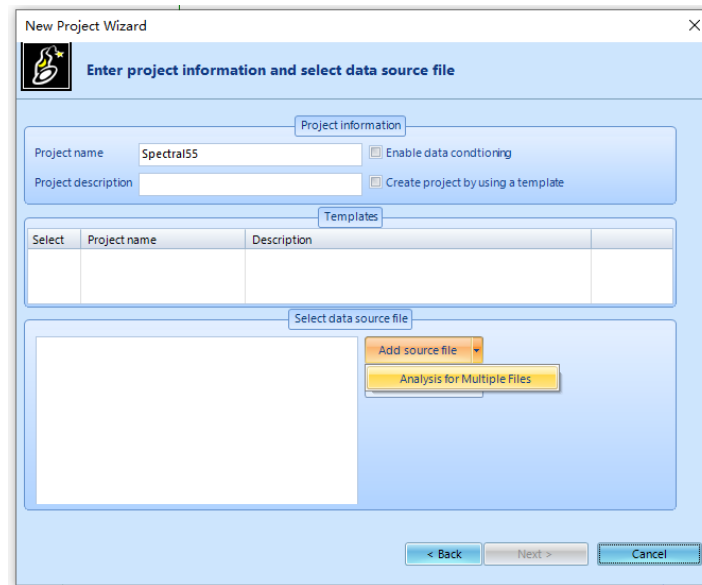 New Project Wizard
Enter project information and select data source file
Project information
Project name Spectral55 Enable data condtioning
Project description Create project by using a template
Templates
Select Project name Description
Select data source file
Add source file
Analysis for Multiple Files
< Back Next > Cancel